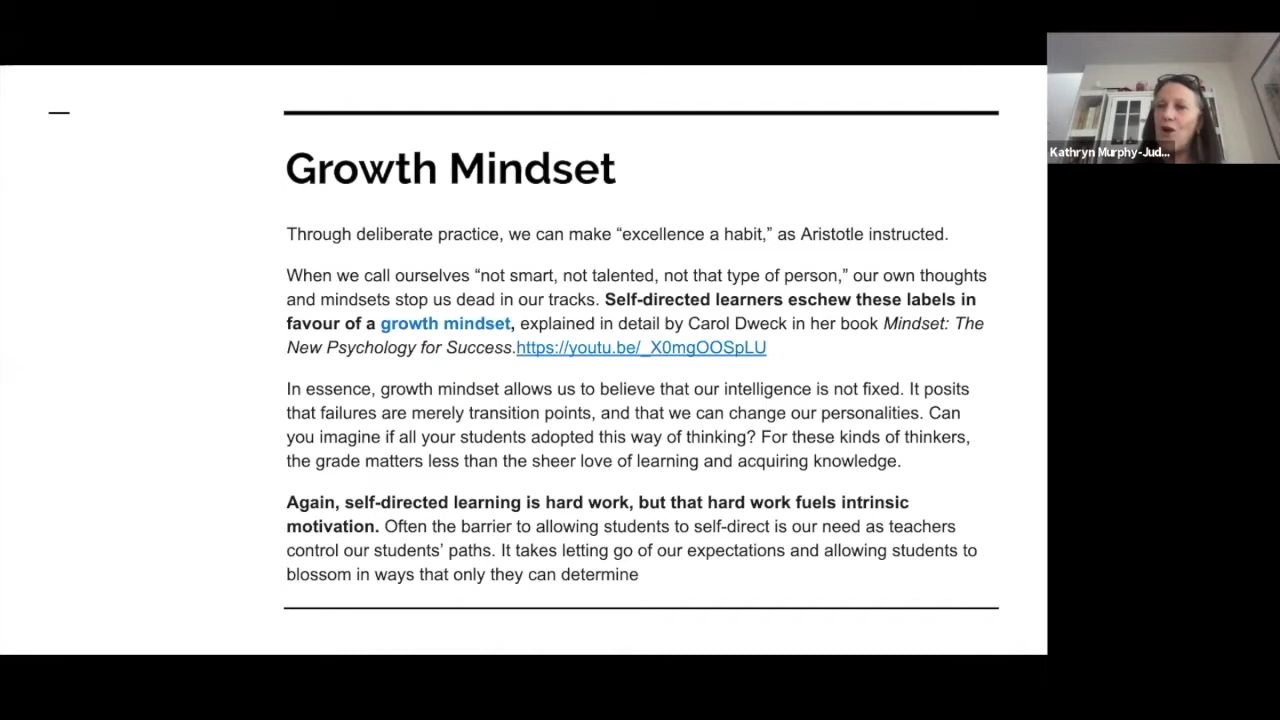 Growth Mindset
Through deliberate practice, we can make “excellence a habit,” as Aristotle instructed.
When we call ourselves “not smart, not talented, not that type of person,” our own thoughts
and mindsets stop us dead in our tracks. Self-directed learners eschew these labels in
favour of a growth mindset, explained in detail by Carol Dweck in her book Mindset: The
New Psychology for Success.https://youtu.be/_X0mgOOSpLU
In essence, growth mindset allows us to believe that our intelligence is not fixed. It posits
that failures are merely transition points, and that we can change our personalities. Can
you imagine if all your students adopted this way of thinking? For these kinds of thinkers,
the grade matters less than the sheer love of learning and acquiring knowledge.
Again, self-directed learning is hard work, but that hard work fuels intrinsic
motivation. Often the barrier to allowing students to self-direct is our need as teachers
control our students’ paths. It takes letting go of our expectations and allowing students to
blossom in ways that only they can determine
Kathryn Murphy-Jud...